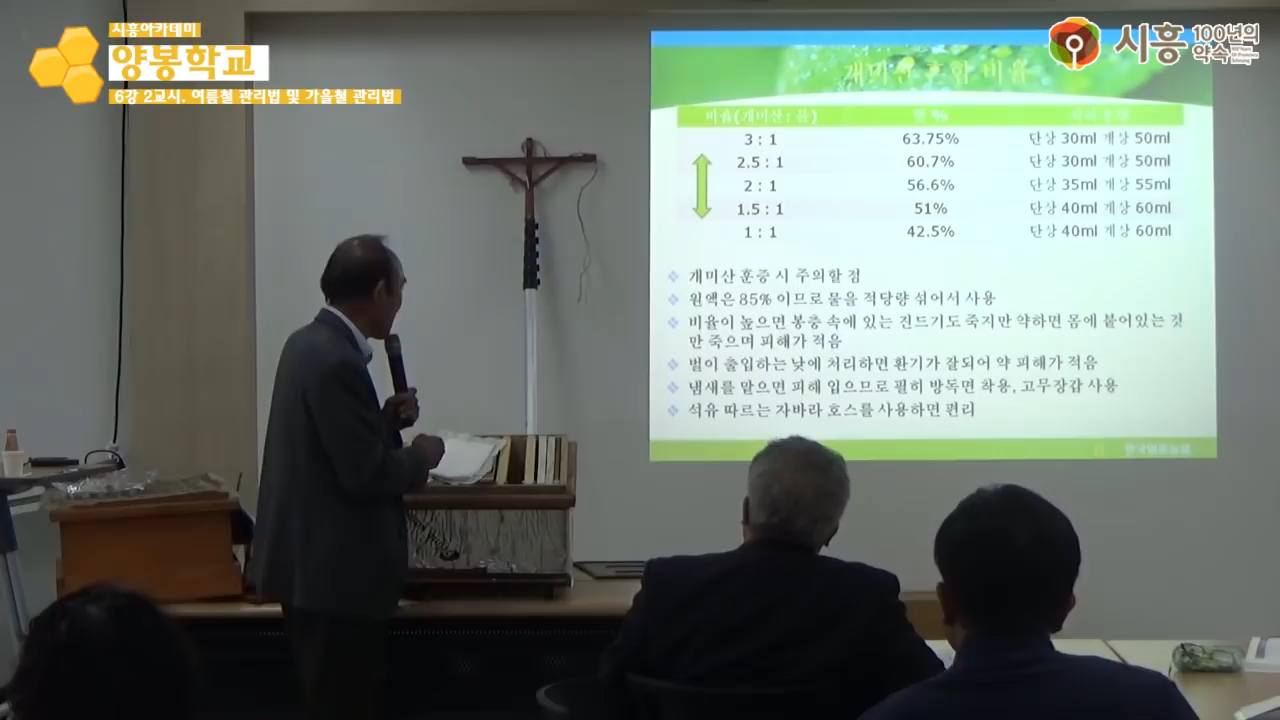 시흥아카데미
양봉학교
6강 2교시. 여름철 관리법 및 가을철 관리법
시흥 100년의 약속
개미산 혼합 비율
비율(개미산 : 물)
3 : 1 63.75% 단상 30ml 계상 50ml
2.5 : 1 60.7% 단상 30ml 계상 50ml
2 : 1 56.6% 단상 35ml 계상 55ml
1.5 : 1 51% 단상 40ml 계상 60ml
1 : 1 42.5% 단상 40ml 계상 60ml
개미산 훈증 시 주의할 점
원액은 85% 이므로 물을 적당량 섞어서 사용
비율이 높으면 봉충 속에 있는 진드기도 죽지만 약하면 몸에 붙어있는 것
만 죽으며 피해가 적음
벌이 출입하는 낮에 처리하면 환기가 잘되어 약 피해가 적음
냄새를 맡으면 피해 입으므로 필히 방독면 착용, 고무장갑 사용
석유 따르는 자바라 호스를 사용하면 편리